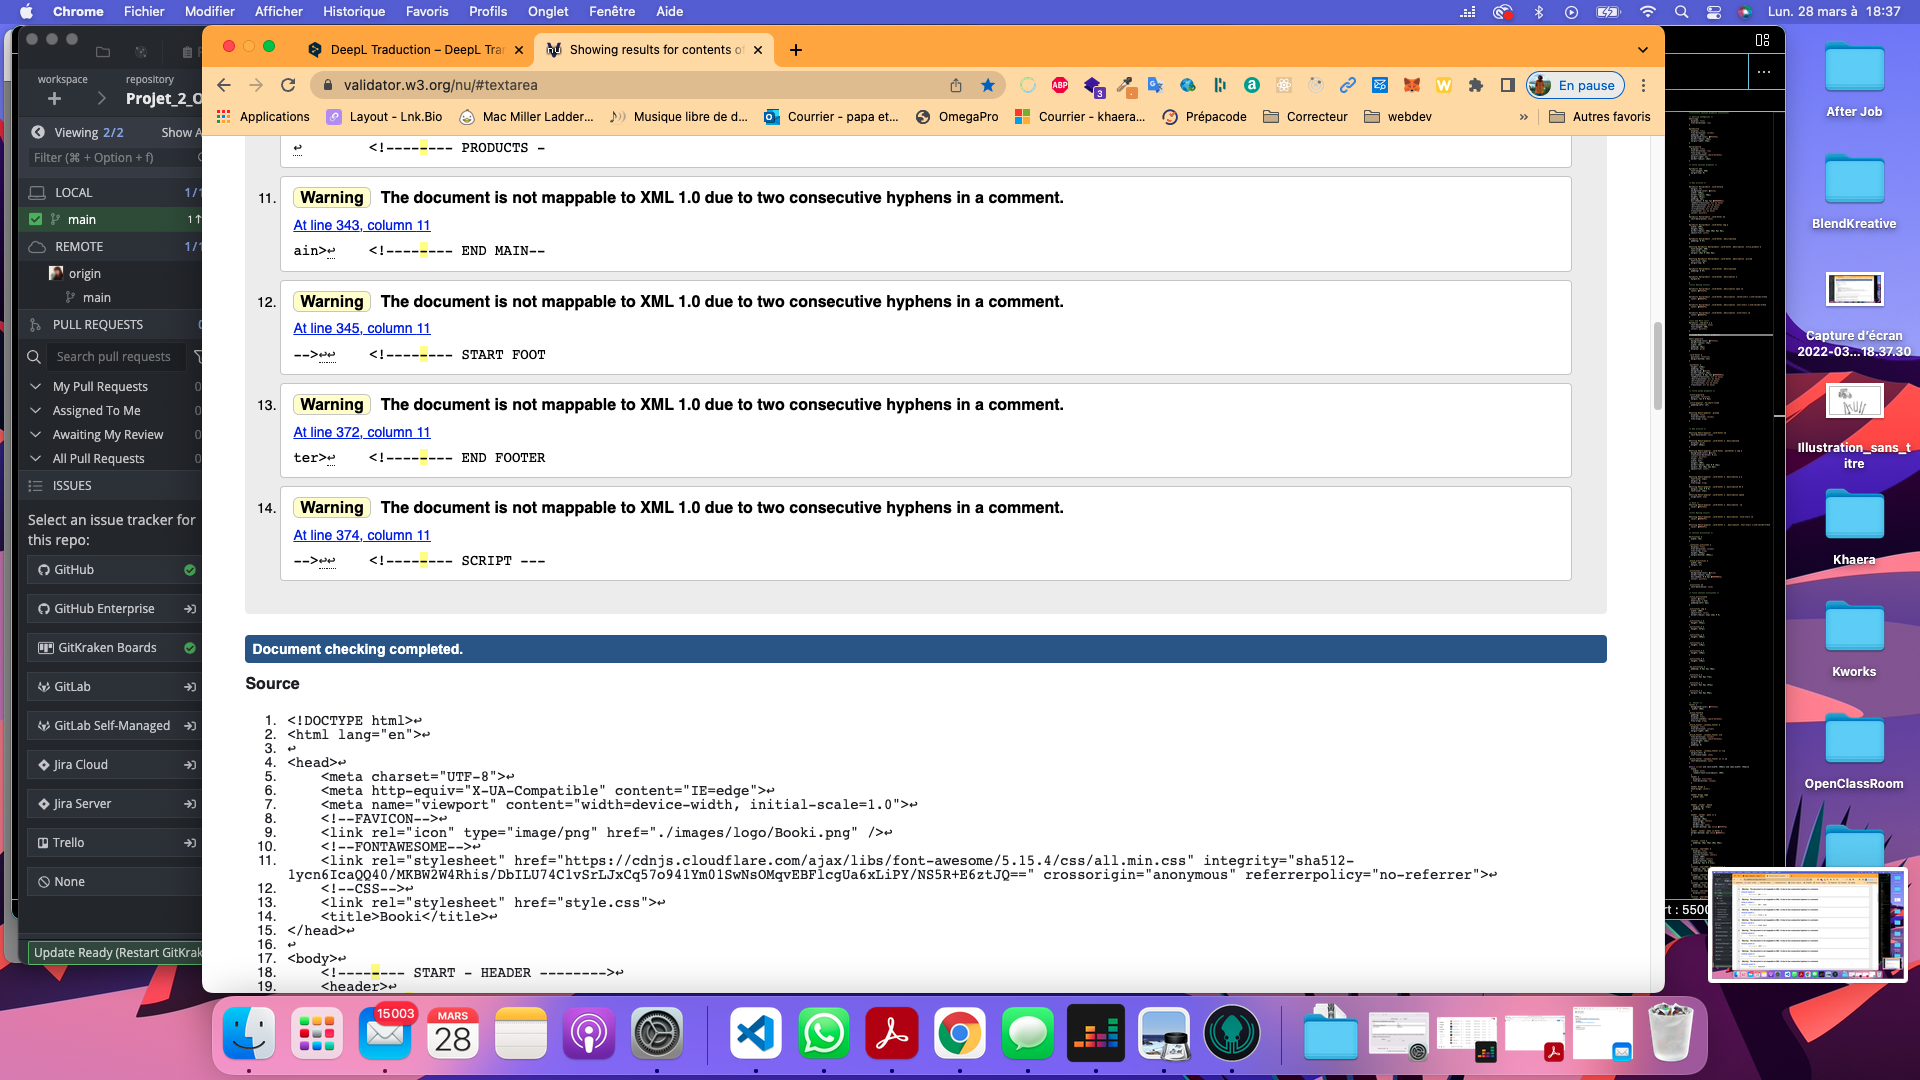 Chrome Fichier Modifier Afficher Historique Favoris Profils Onglet Fenêtre Aide
Lun. 28 mars à 18:37
DeepL Traduction – DeepL Tra
Showing results for contents o
validator.w3.org/nu/#textarea
ABP
3
En pause
Applications
Layout - Lnk.Bio
Mac Miller Ladder...
Musique libre de d...
Courrier - papa et...
OmegaPro
Courrier - khaera...
Prépacode
Correcteur
webdev
»
Autres favoris
workspace
repository
Projet_2_O
Viewing 2/2
Show A
Filter (⌘ + Option + f)
LOCAL 1/1
main 1↑
REMOTE 1/1
origin
main
PULL REQUESTS 0
Search pull requests
My Pull Requests 0
Assigned To Me 0
Awaiting My Review 0
All Pull Requests 0
ISSUES
Select an issue tracker for
this repo:
GitHub
GitHub Enterprise
GitKraken Boards
GitLab
GitLab Self-Managed
Jira Cloud
Jira Server
Trello
None
Update Ready (Restart GitKrak
↩ <!-------- PRODUCTS -
11. Warning The document is not mappable to XML 1.0 due to two consecutive hyphens in a comment.
At line 343, column 11
ain>↩ <!-------- END MAIN--
12. Warning The document is not mappable to XML 1.0 due to two consecutive hyphens in a comment.
At line 345, column 11
-->↩↩ <!-------- START FOOT
13. Warning The document is not mappable to XML 1.0 due to two consecutive hyphens in a comment.
At line 372, column 11
ter>↩ <!-------- END FOOTER
14. Warning The document is not mappable to XML 1.0 due to two consecutive hyphens in a comment.
At line 374, column 11
-->↩↩ <!-------- SCRIPT ---
Document checking completed.
Source
1. <!DOCTYPE html>↩
2. <html lang="en">↩
3. ↩
4. <head>↩
5. <meta charset="UTF-8">↩
6. <meta http-equiv="X-UA-Compatible" content="IE=edge">↩
7. <meta name="viewport" content="width=device-width, initial-scale=1.0">↩
8. <!--FAVICON-->↩
9. <link rel="icon" type="image/png" href="./images/logo/Booki.png" />↩
10. <!--FONTAWESOME-->↩
11. <link rel="stylesheet" href="https://cdnjs.cloudflare.com/ajax/libs/font-awesome/5.15.4/css/all.min.css" integrity="sha512-
1ycn6IcaQQ40/MKBW2W4Rhis/DbILU74C1vSrLJxCq57o941Ym01SwNsOMqvEBFlcgUa6xLiPY/NS5R+E6ztJQ==" crossorigin="anonymous" referrerpolicy="no-referrer">↩
12. <!--CSS-->↩
13. <link rel="stylesheet" href="style.css">↩
14. <title>Booki</title>↩
15. </head>↩
16. ↩
17. <body>↩
18. <!-------- START - HEADER -------->↩
19. <header>↩
After Job
BlendKreative
Capture d'écran
2022-03...18.37.30
Illustration_sans_t
itre
Khaera
Kworks
OpenClassRoom
rt : 5500
15 003
MARS
28